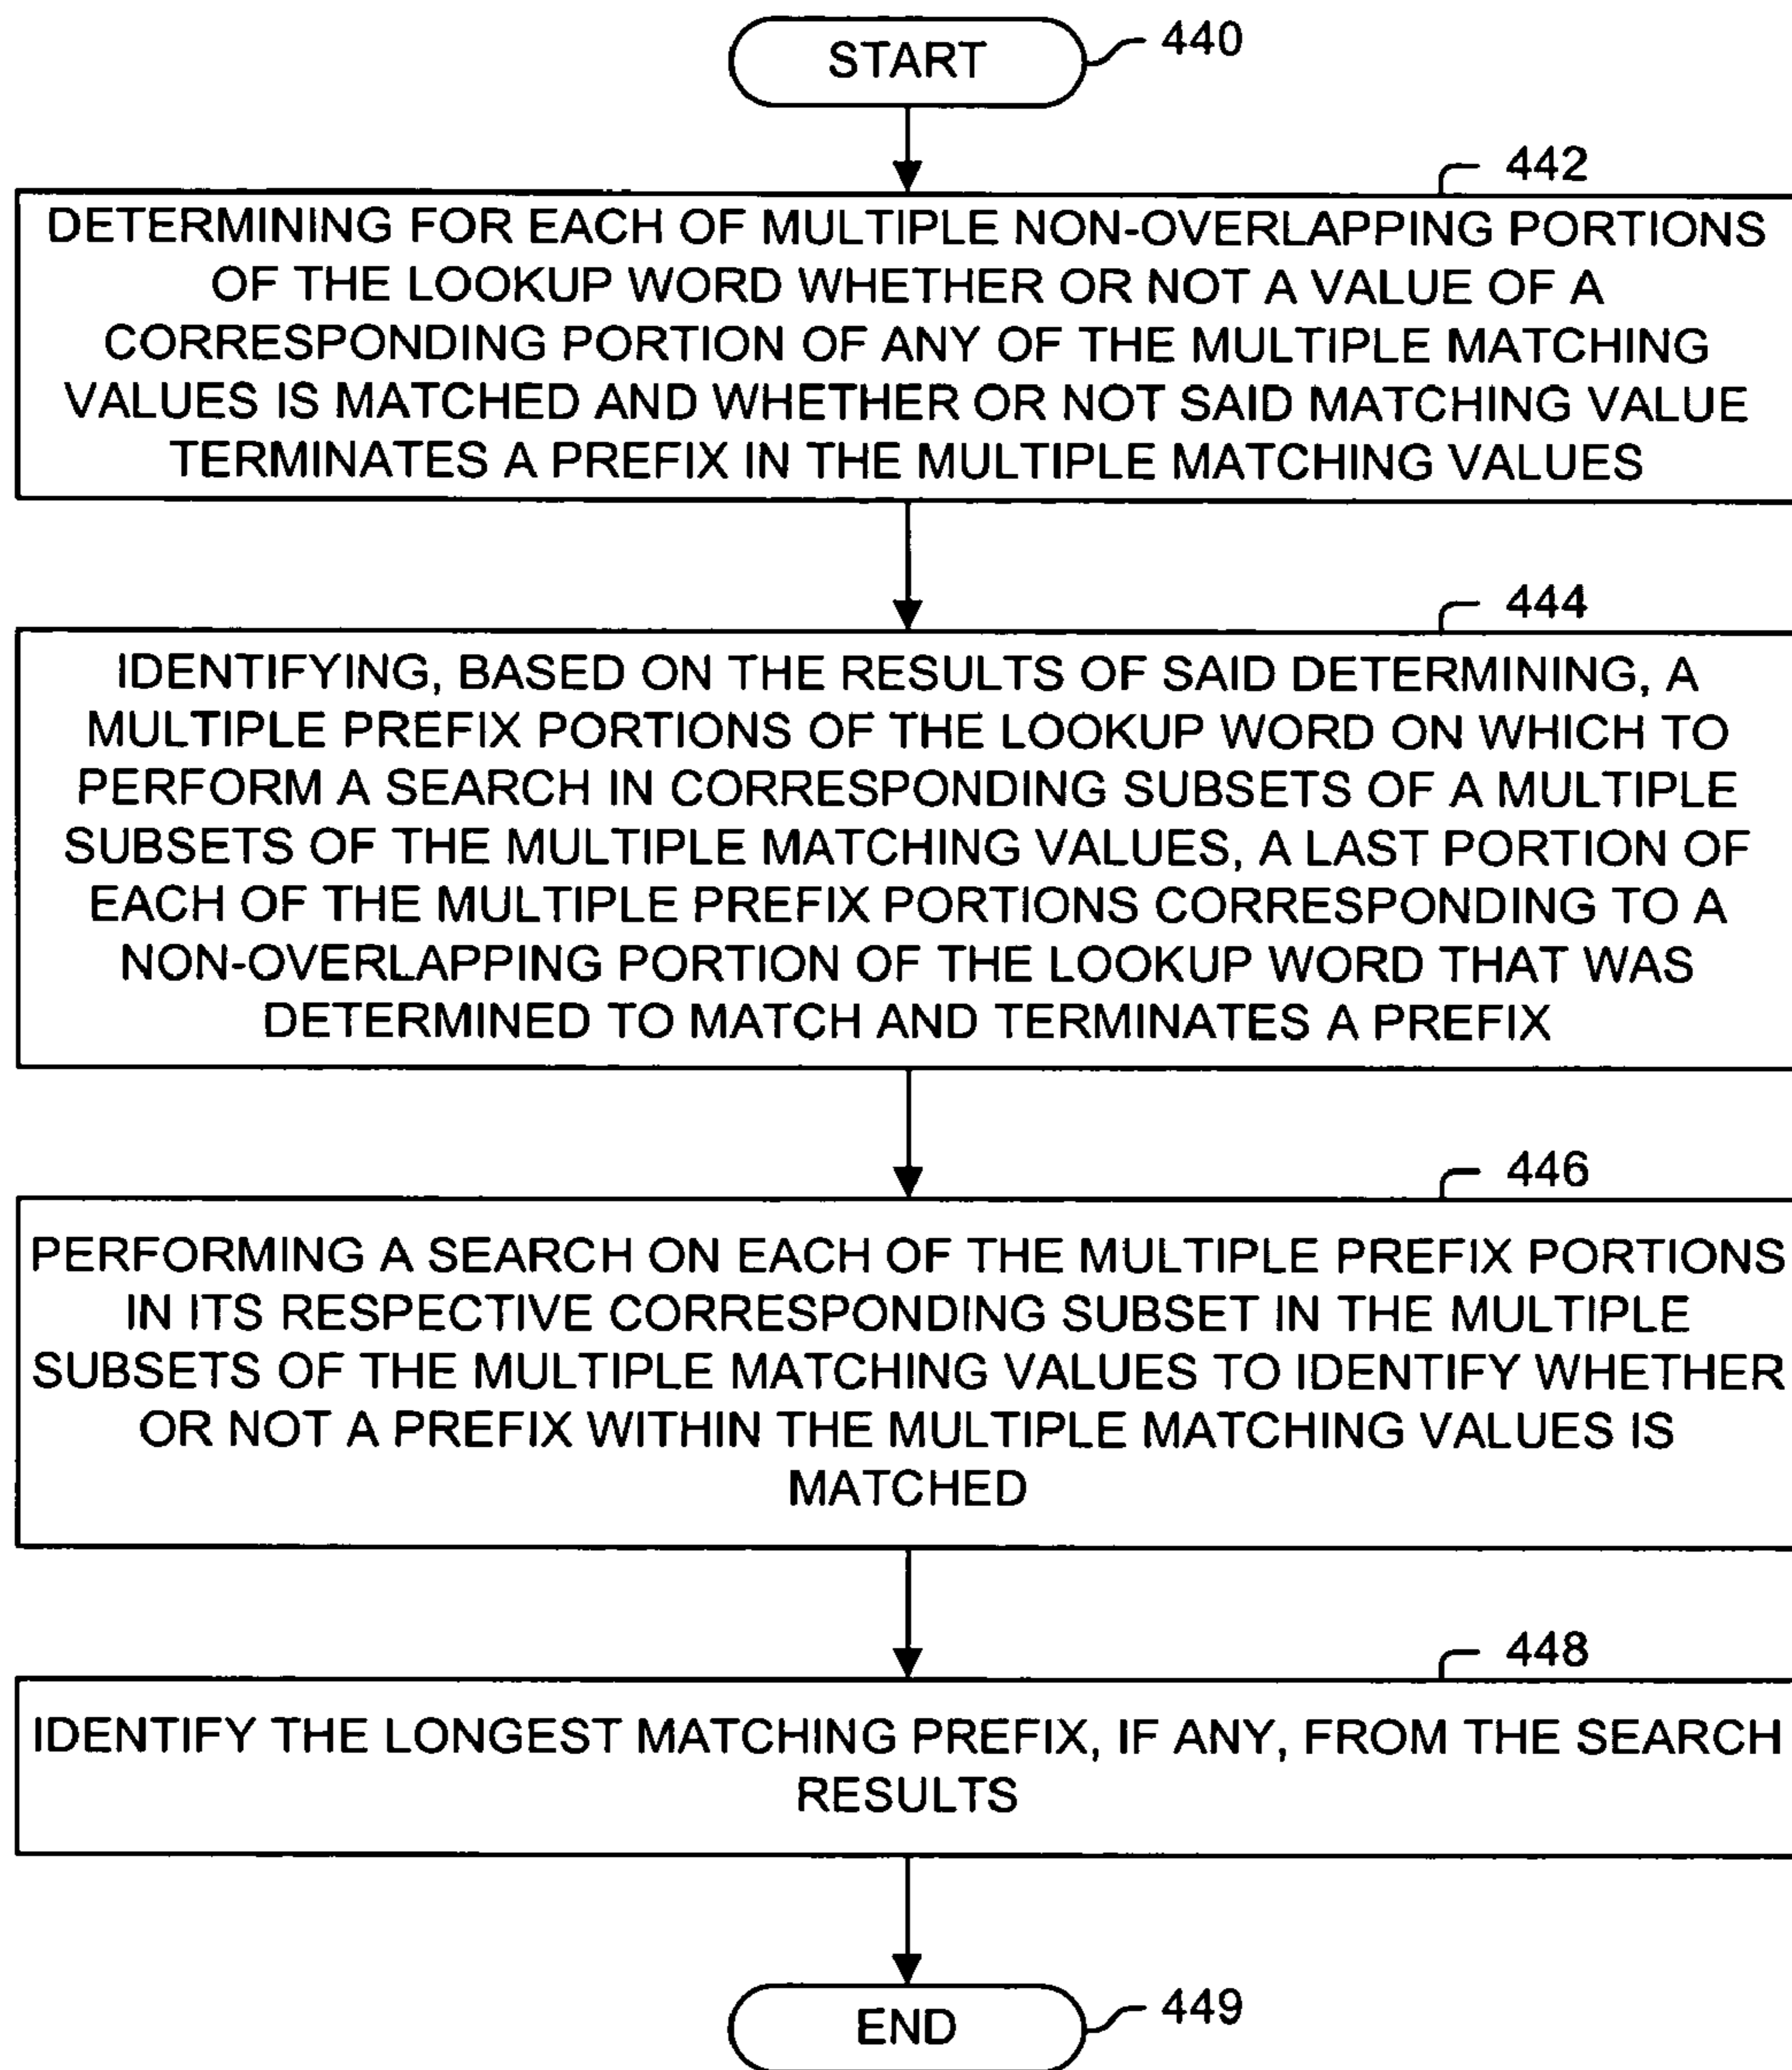 START
440
442
DETERMINING FOR EACH OF MULTIPLE NON-OVERLAPPING PORTIONS
OF THE LOOKUP WORD WHETHER OR NOT A VALUE OF A
CORRESPONDING PORTION OF ANY OF THE MULTIPLE MATCHING
VALUES IS MATCHED AND WHETHER OR NOT SAID MATCHING VALUE
TERMINATES A PREFIX IN THE MULTIPLE MATCHING VALUES
444
IDENTIFYING, BASED ON THE RESULTS OF SAID DETERMINING, A
MULTIPLE PREFIX PORTIONS OF THE LOOKUP WORD ON WHICH TO
PERFORM A SEARCH IN CORRESPONDING SUBSETS OF A MULTIPLE
SUBSETS OF THE MULTIPLE MATCHING VALUES, A LAST PORTION OF
EACH OF THE MULTIPLE PREFIX PORTIONS CORRESPONDING TO A
NON-OVERLAPPING PORTION OF THE LOOKUP WORD THAT WAS
DETERMINED TO MATCH AND TERMINATES A PREFIX
446
PERFORMING A SEARCH ON EACH OF THE MULTIPLE PREFIX PORTIONS
IN ITS RESPECTIVE CORRESPONDING SUBSET IN THE MULTIPLE
SUBSETS OF THE MULTIPLE MATCHING VALUES TO IDENTIFY WHETHER
OR NOT A PREFIX WITHIN THE MULTIPLE MATCHING VALUES IS
MATCHED
448
IDENTIFY THE LONGEST MATCHING PREFIX, IF ANY, FROM THE SEARCH
RESULTS
END
449